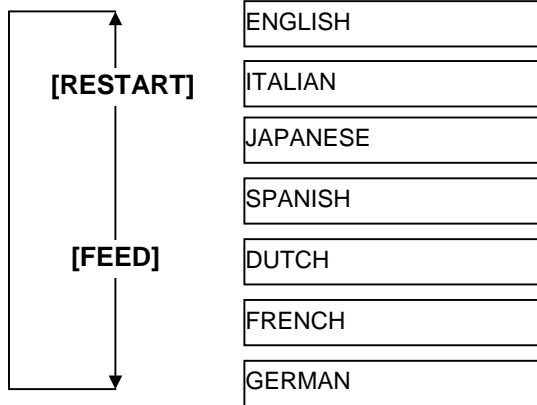 ENGLISH
[RESTART]
ITALIAN
JAPANESE
SPANISH
[FEED]
DUTCH
FRENCH
GERMAN